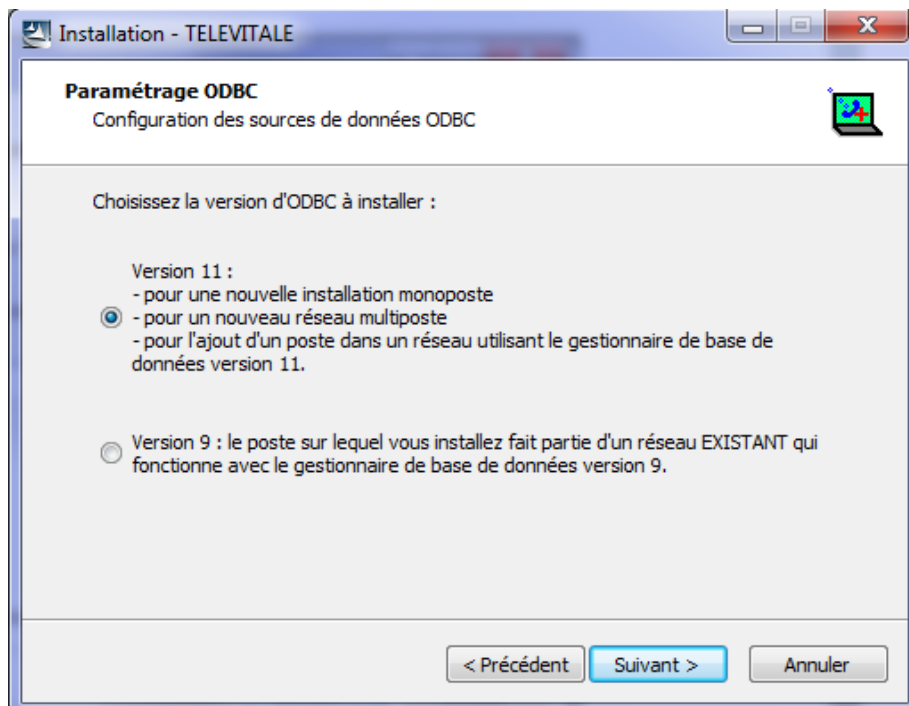 Installation - TELEVITALE
Paramétrage ODBC
Configuration des sources de données ODBC
Choisissez la version d'ODBC à installer :
Version 11 :
- pour une nouvelle installation monoposte
- pour un nouveau réseau multiposte
- pour l'ajout d'un poste dans un réseau utilisant le gestionnaire de base de
données version 11.
Version 9 : le poste sur lequel vous installez fait partie d'un réseau EXISTANT qui
fonctionne avec le gestionnaire de base de données version 9.
< Précédent Suivant > Annuler